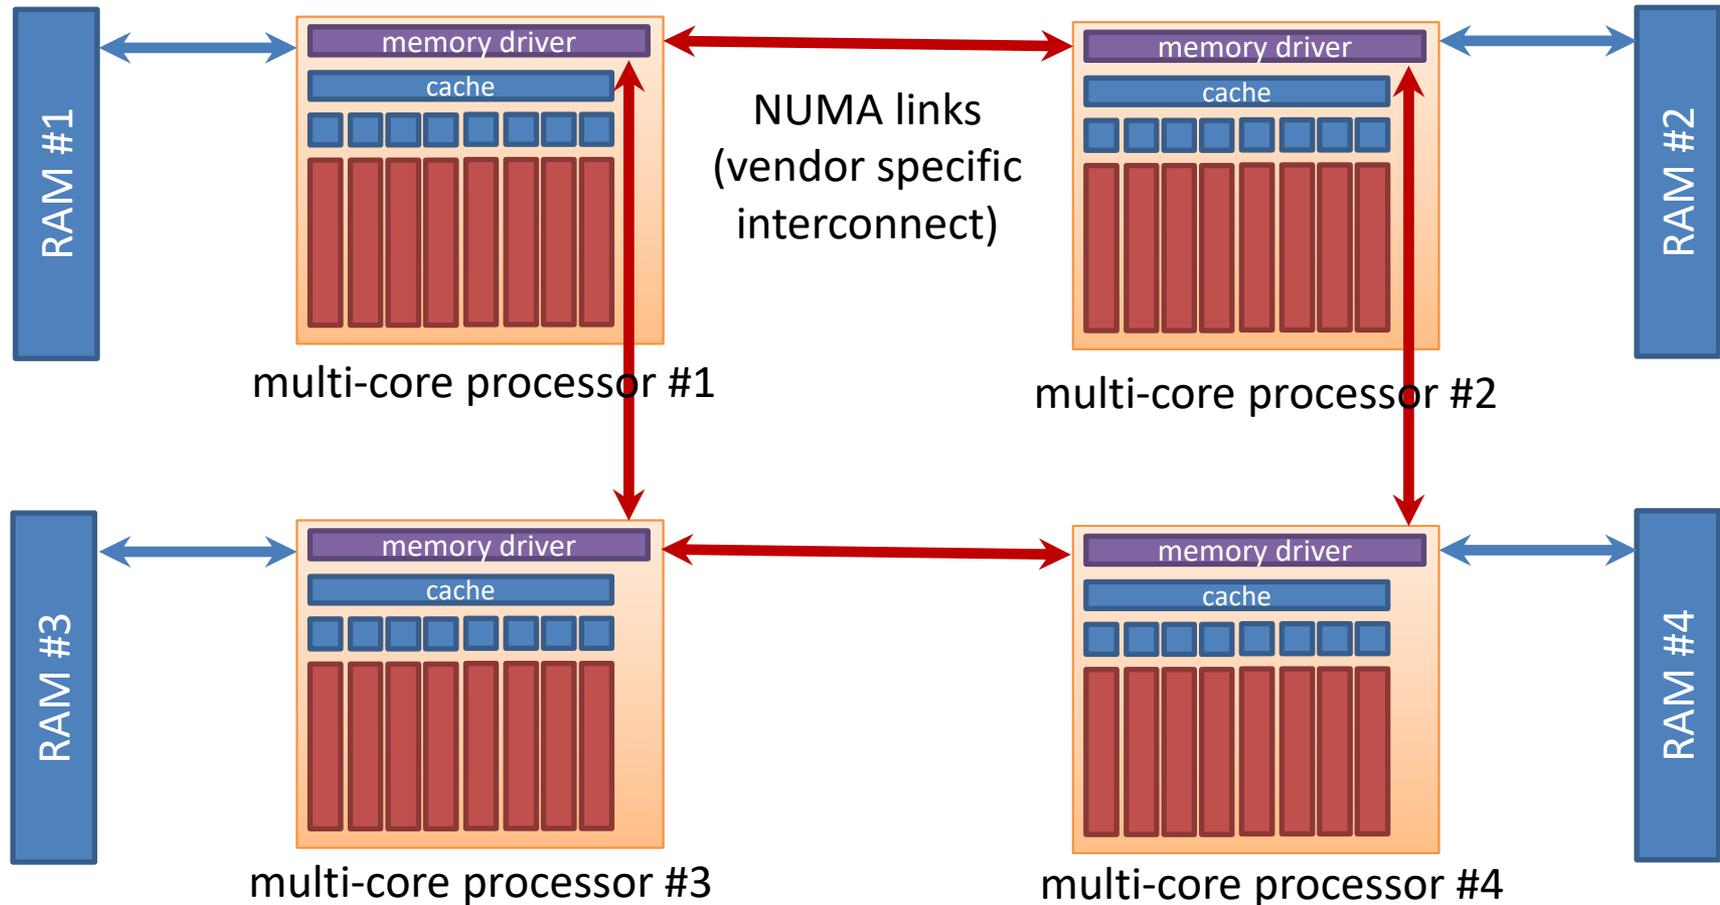 RAM #1
memory driver
cache
multi-core processor #1
NUMA links
(vendor specific
interconnect)
memory driver
cache
multi-core processor #2
RAM #2
RAM #3
memory driver
cache
multi-core processor #3
memory driver
cache
multi-core processor #4
RAM #4